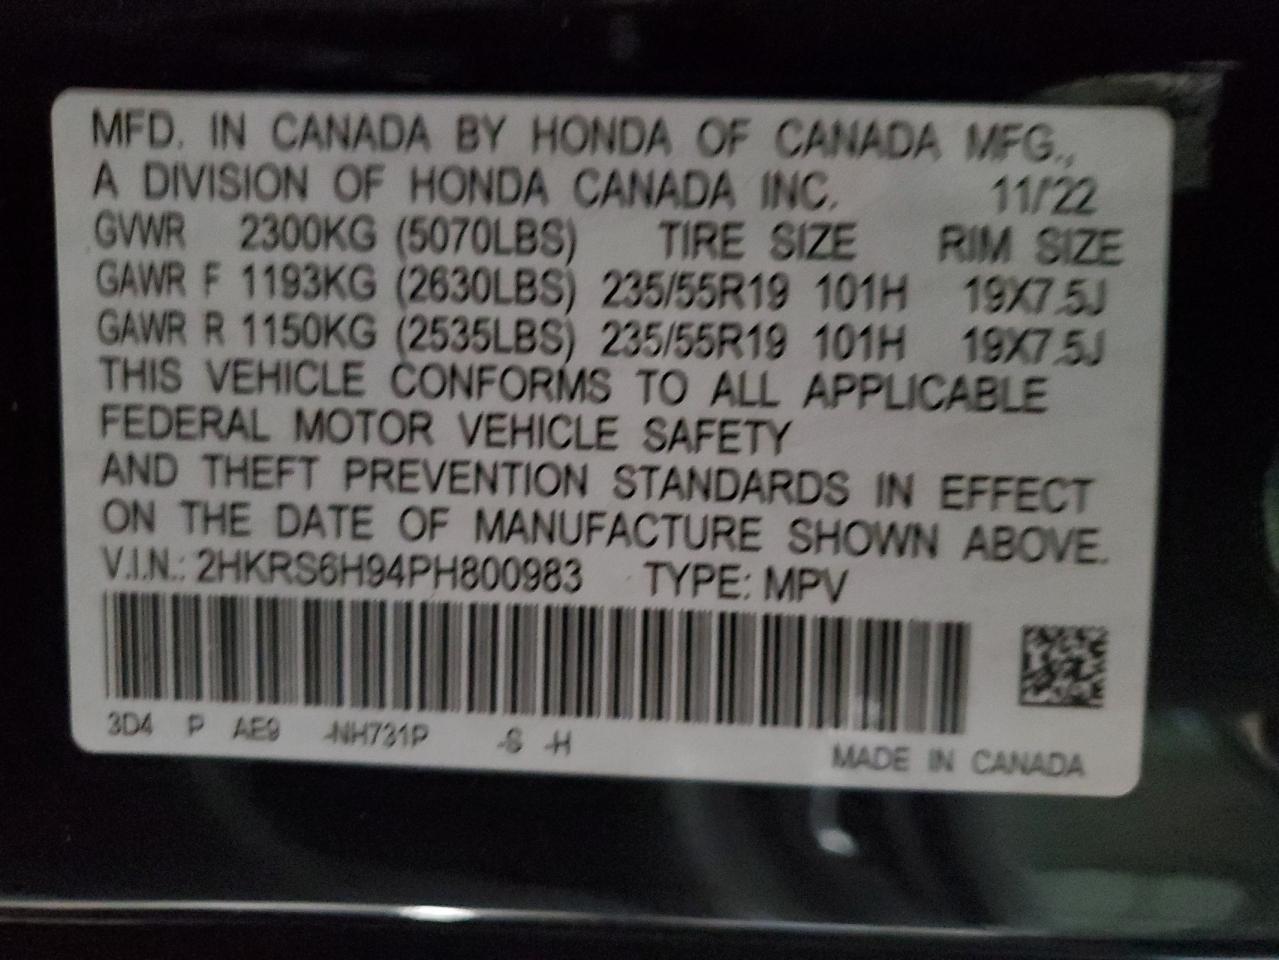 MFD. IN CANADA BY HONDA OF CANADA MFG.,
A DIVISION OF HONDA CANADA INC. 11/22
GVWR 2300KG (5070LBS) TIRE SIZE RIM SIZE
GAWR F 1193KG (2630LBS) 235/55R19 101H 19X7.5J
GAWR R 1150KG (2535LBS) 235/55R19 101H 19X7.5J
THIS VEHICLE CONFORMS TO ALL APPLICABLE
FEDERAL MOTOR VEHICLE SAFETY
AND THEFT PREVENTION STANDARDS IN EFFECT
ON THE DATE OF MANUFACTURE SHOWN ABOVE.
V.I.N.: 2HKRS6H94PH800983 TYPE: MPV
3D4 P AE9 -NH731P -S -H
MADE IN CANADA